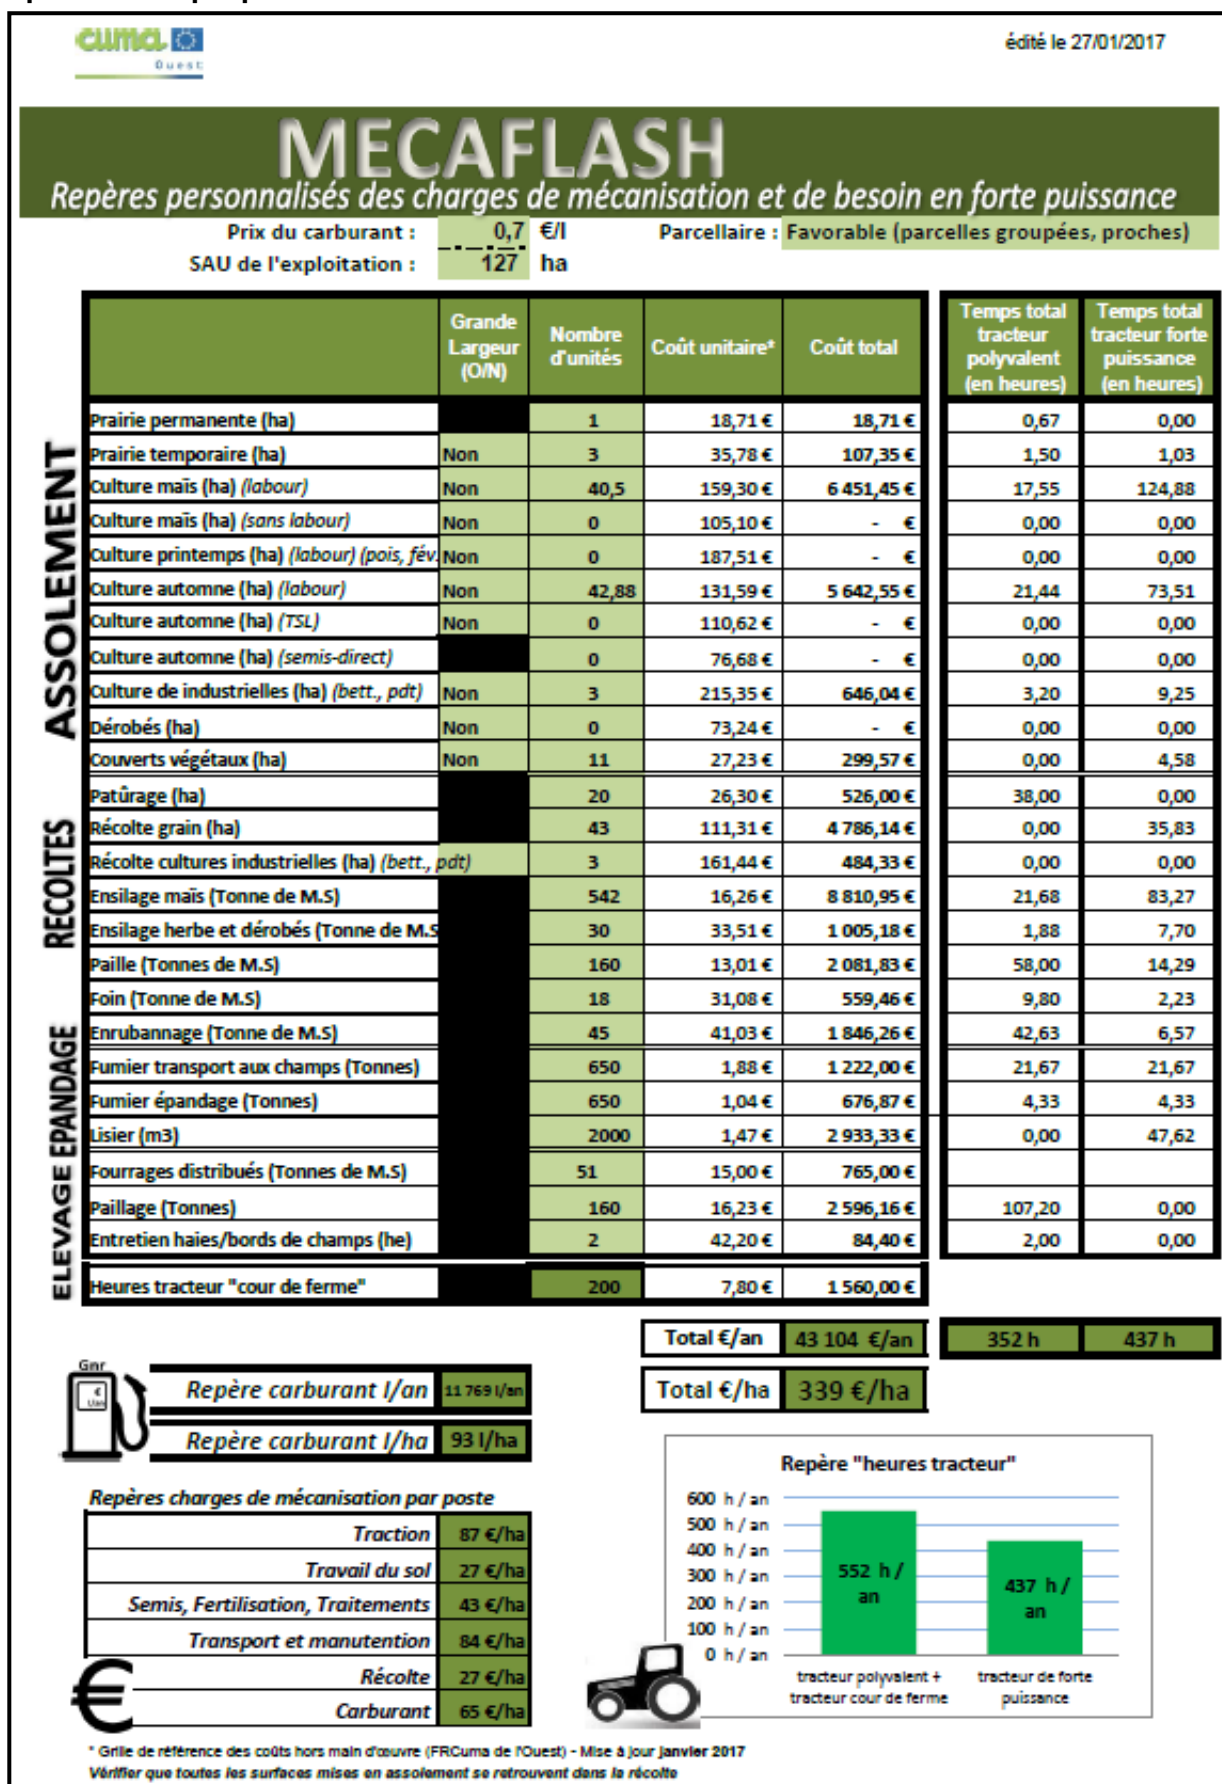 cuma
Ouest
édité le 27/01/2017
MECAFLASH
Repères personnalisés des charges de mécanisation et de besoin en forte puissance
Prix du carburant : 0,7 €/l Parcellaire : Favorable (parcelles groupées, proches)
SAU de l'exploitation : 127 ha
Grande Largeur (O/N) Nombre d'unités Coût unitaire* Coût total Temps total tracteur polyvalent (en heures) Temps total tracteur forte puissance (en heures)
ASSOLEMENT
Prairie permanente (ha) 1 18,71 € 18,71 € 0,67 0,00
Prairie temporaire (ha) Non 3 35,78 € 107,35 € 1,50 1,03
Culture maïs (ha) (labour) Non 40,5 159,30 € 6 451,45 € 17,55 124,88
Culture maïs (ha) (sans labour) Non 0 105,10 € - € 0,00 0,00
Culture printemps (ha) (labour) (pois, fév. Non 0 187,51 € - € 0,00 0,00
Culture automne (ha) (labour) Non 42,88 131,59 € 5 642,55 € 21,44 73,51
Culture automne (ha) (TSL) Non 0 110,62 € - € 0,00 0,00
Culture automne (ha) (semis-direct) 0 76,68 € - € 0,00 0,00
Culture de industrielles (ha) (bett., pdt) Non 3 215,35 € 646,04 € 3,20 9,25
Dérobés (ha) Non 0 73,24 € - € 0,00 0,00
Couverts végétaux (ha) Non 11 27,23 € 299,57 € 0,00 4,58
RECOLTES
Patûrage (ha) 20 26,30 € 526,00 € 38,00 0,00
Récolte grain (ha) 43 111,31 € 4 786,14 € 0,00 35,83
Récolte cultures industrielles (ha) (bett., pdt) 3 161,44 € 484,33 € 0,00 0,00
Ensilage maïs (Tonne de M.S) 542 16,26 € 8 810,95 € 21,68 83,27
Ensilage herbe et dérobés (Tonne de M.S 30 33,51 € 1 005,18 € 1,88 7,70
Paille (Tonnes de M.S) 160 13,01 € 2 081,83 € 58,00 14,29
Foin (Tonne de M.S) 18 31,08 € 559,46 € 9,80 2,23
Enrubannage (Tonne de M.S) 45 41,03 € 1 846,26 € 42,63 6,57
EPANDAGE
Fumier transport aux champs (Tonnes) 650 1,88 € 1 222,00 € 21,67 21,67
Fumier épandage (Tonnes) 650 1,04 € 676,87 € 4,33 4,33
Lisier (m3) 2000 1,47 € 2 933,33 € 0,00 47,62
ELEVAGE
Fourrages distribués (Tonnes de M.S) 51 15,00 € 765,00 €
Paillage (Tonnes) 160 16,23 € 2 596,16 € 107,20 0,00
Entretien haies/bords de champs (he) 2 42,20 € 84,40 € 2,00 0,00
Heures tracteur "cour de ferme" 200 7,80 € 1 560,00 €
Total €/an 43 104 €/an 352 h 437 h
Gnr
Repère carburant l/an 11 769 l/an
Total €/ha 339 €/ha
Repère carburant l/ha 93 l/ha
Repères charges de mécanisation par poste
Traction 87 €/ha
Travail du sol 27 €/ha
Semis, Fertilisation, Traitements 43 €/ha
Transport et manutention 84 €/ha
Récolte 27 €/ha
Carburant 65 €/ha
€
Repère "heures tracteur"
600 h / an
500 h / an
400 h / an
300 h / an
200 h / an
100 h / an
0 h / an
552 h / an
437 h / an
tracteur polyvalent + tracteur cour de ferme
tracteur de forte puissance
* Grille de référence des coûts hors main d'œuvre (FRCuma de l'Ouest) - Mise à jour janvier 2017
Vérifier que toutes les surfaces mises en assolement se retrouvent dans la récolte